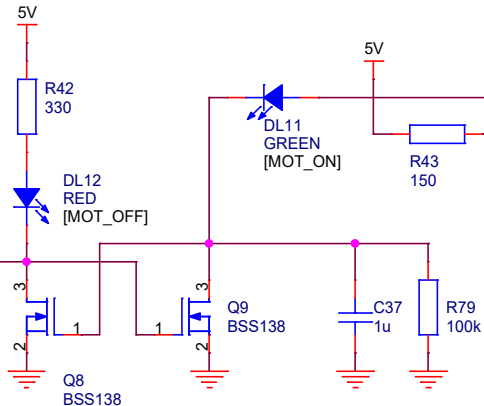 5V
R42
330
5V
DL11
GREEN
[MOT_ON]
R43
150
DL12
RED
[MOT_OFF]
3
1
2
Q8
BSS138
3
1
2
Q9
BSS138
C37
1u
R79
100k